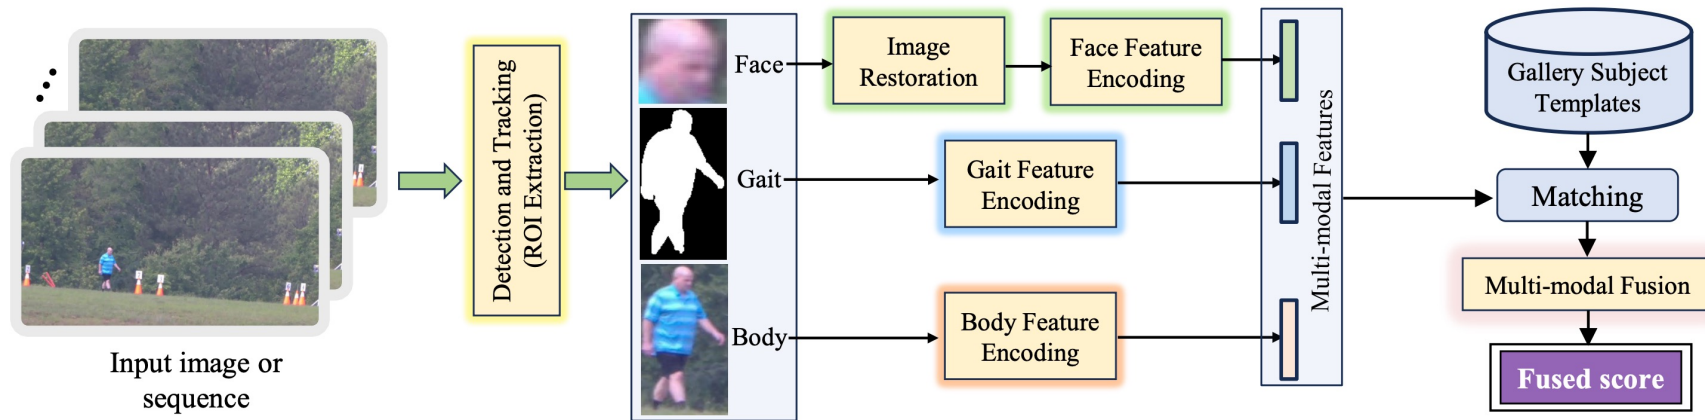 Input image or
sequence
Detection and Tracking
(ROI Extraction)
Face
Gait
Body
Image
Restoration
Face Feature
Encoding
Gait Feature
Encoding
Body Feature
Encoding
Multi-modal Features
Gallery Subject
Templates
Matching
Multi-modal Fusion
Fused score